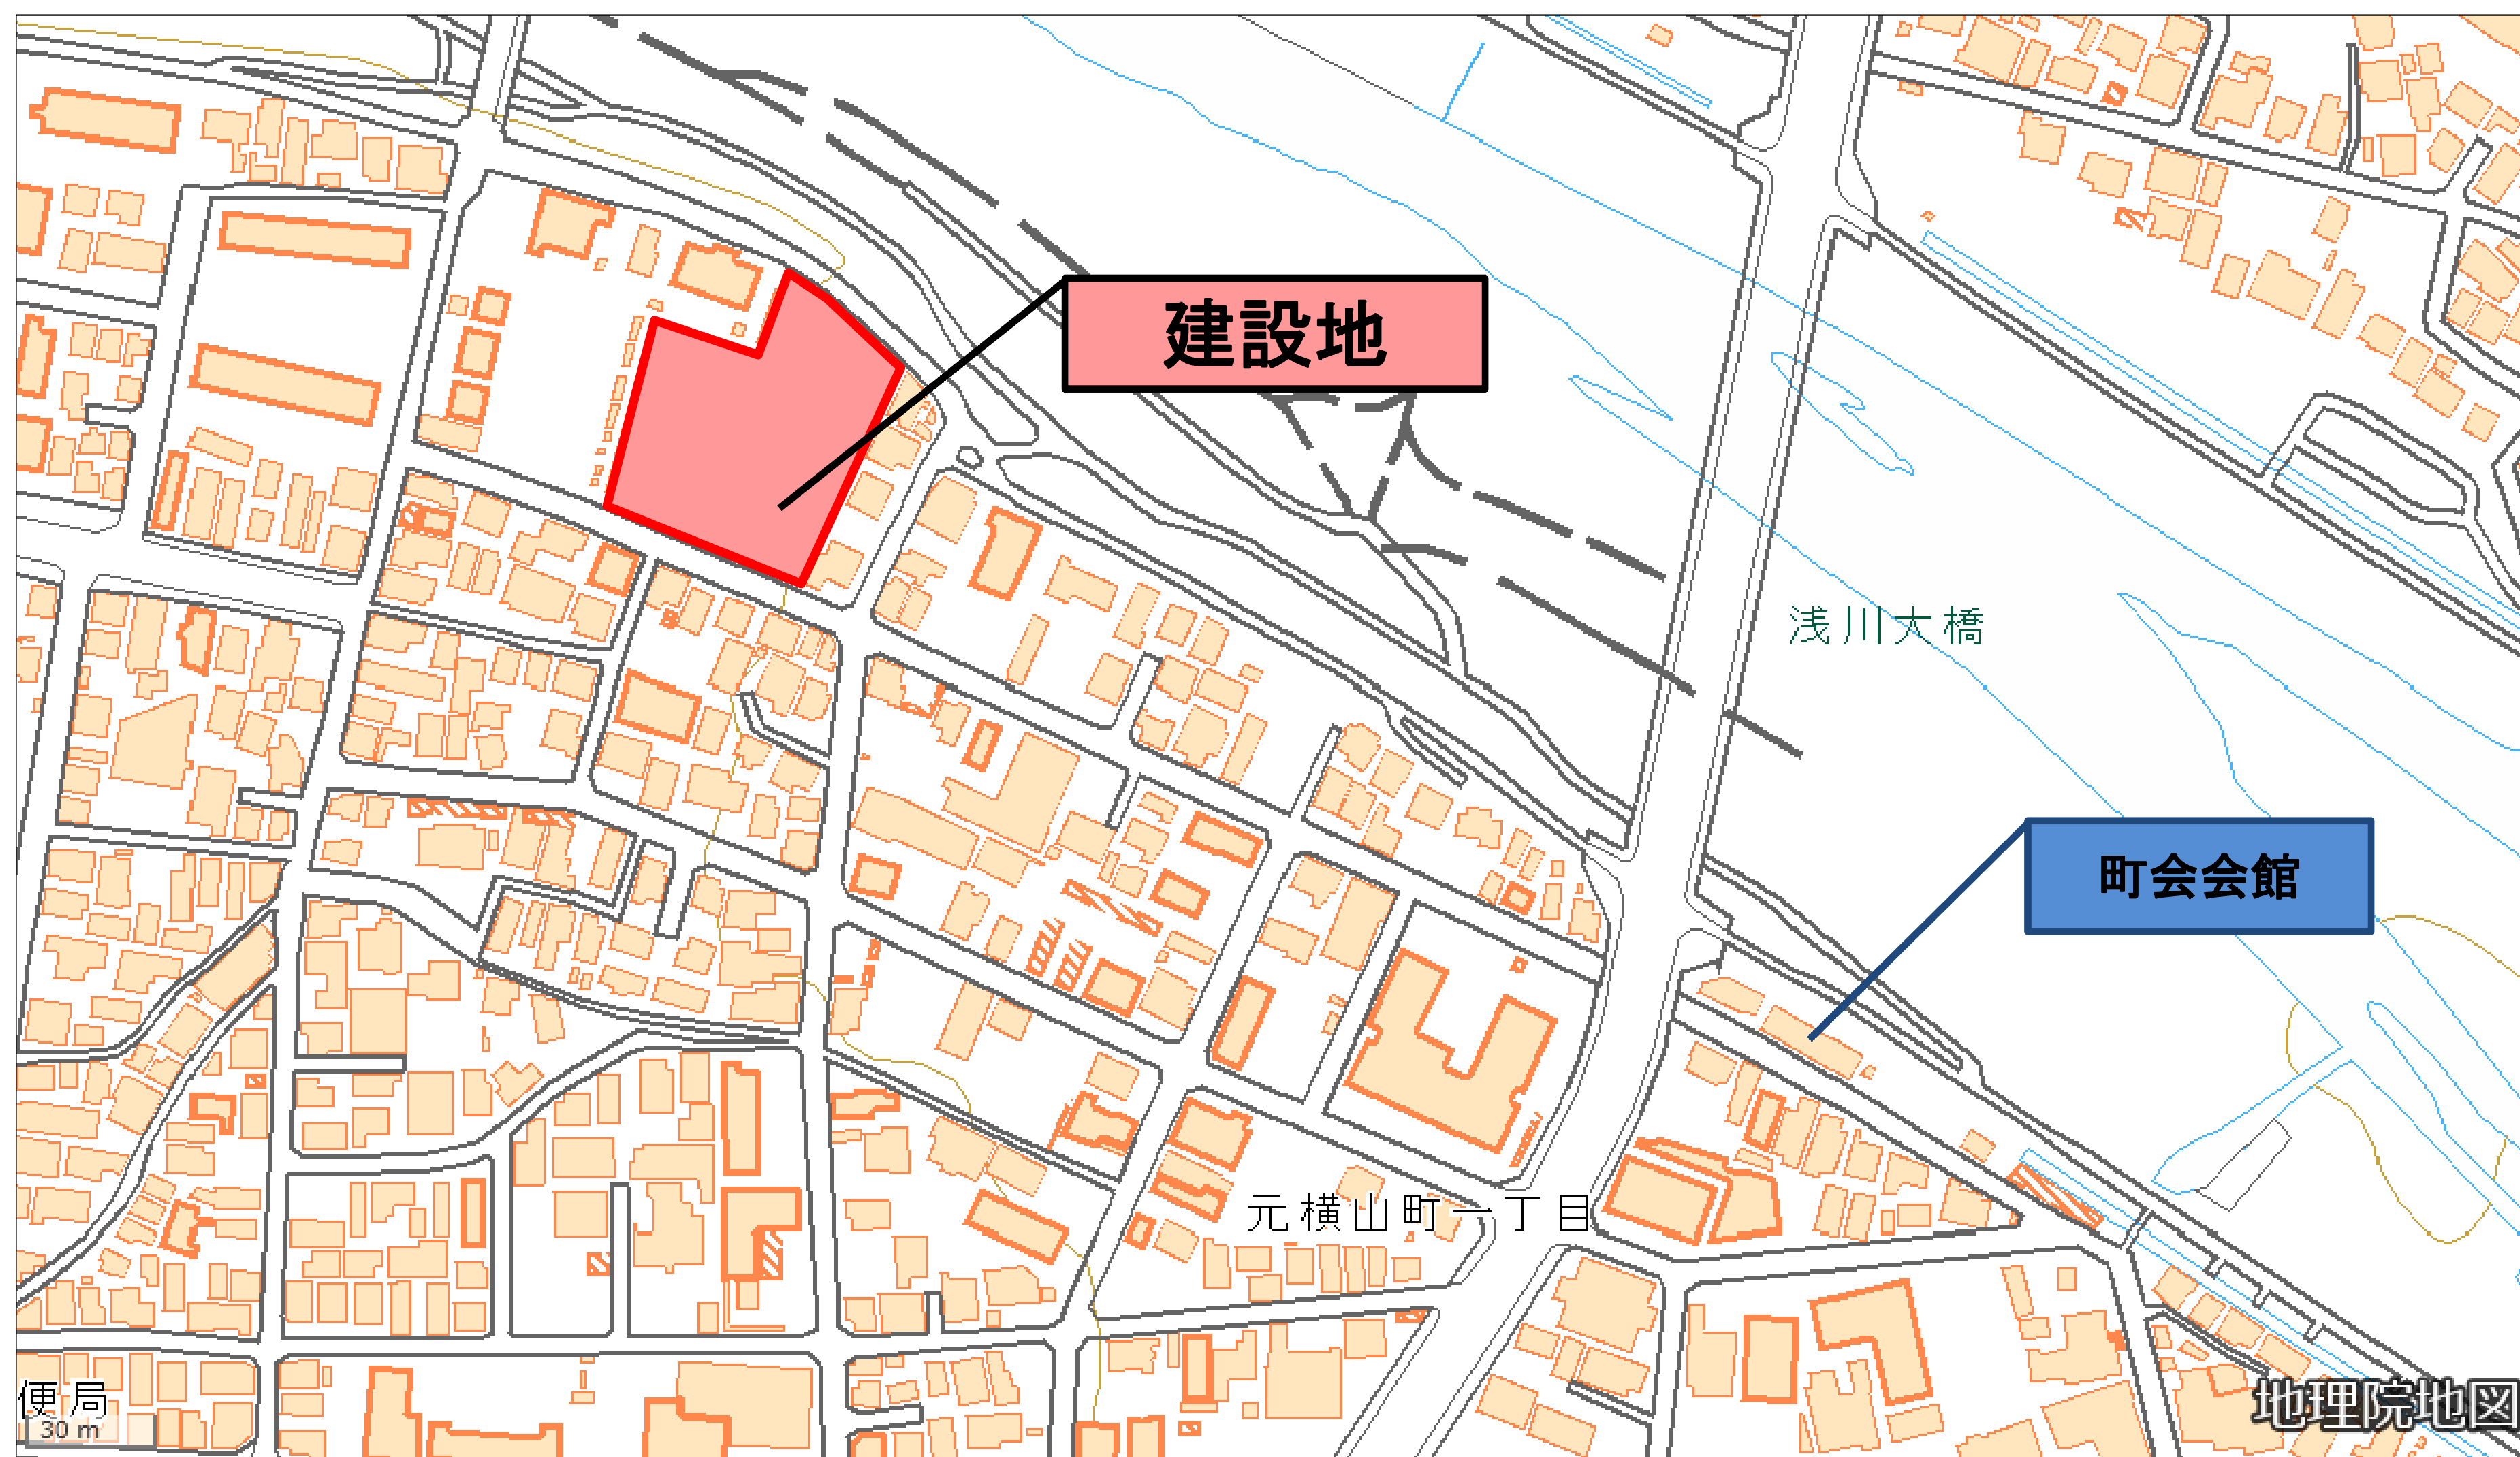 建設地
浅川大橋
町会会館
元横山町一丁目
便局
30 m
地理院地図